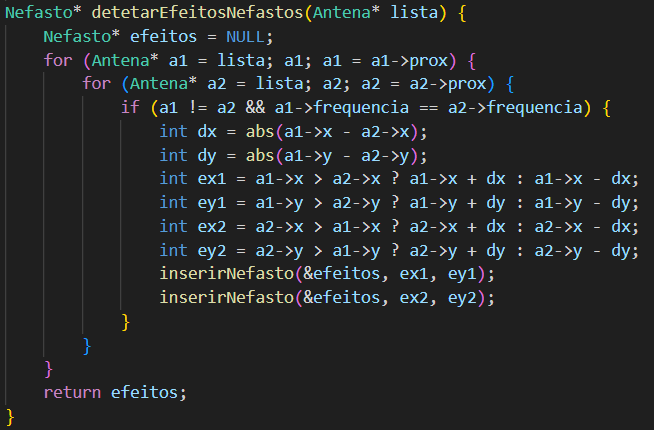 Nefasto* detetarEfeitosNefastos(Antena* lista) {
    Nefasto* efeitos = NULL;
    for (Antena* a1 = lista; a1; a1 = a1->prox) {
        for (Antena* a2 = lista; a2; a2 = a2->prox) {
            if (a1 != a2 && a1->frequencia == a2->frequencia) {
                int dx = abs(a1->x - a2->x);
                int dy = abs(a1->y - a2->y);
                int ex1 = a1->x > a2->x ? a1->x + dx : a1->x - dx;
                int ey1 = a1->y > a2->y ? a1->y + dy : a1->y - dy;
                int ex2 = a2->x > a1->x ? a2->x + dx : a2->x - dx;
                int ey2 = a2->y > a1->y ? a2->y + dy : a2->y - dy;
                inserirNefasto(&efeitos, ex1, ey1);
                inserirNefasto(&efeitos, ex2, ey2);
            }
        }
    }
    return efeitos;
}